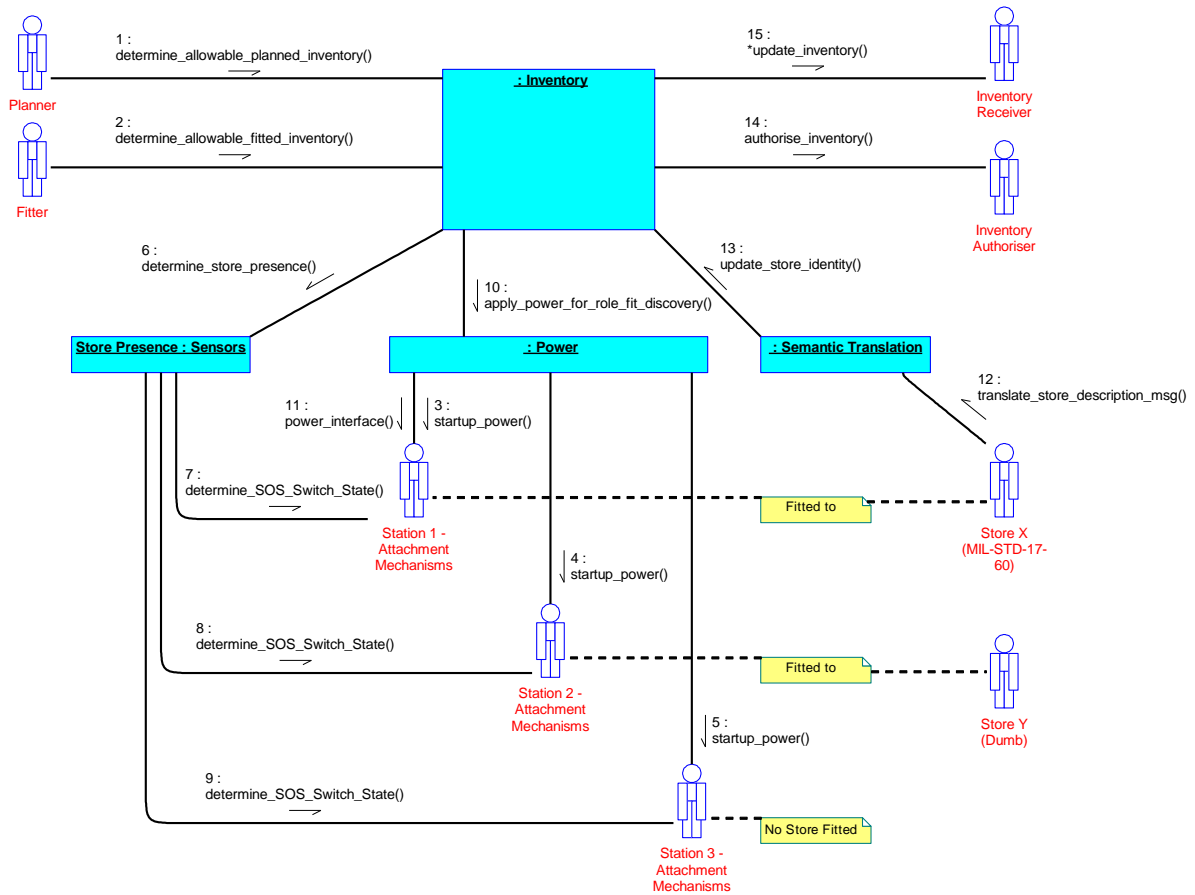 1 :
determine_allowable_planned_inventory()
Planner
2 :
determine_allowable_fitted_inventory()
Fitter
: Inventory
15 :
*update_inventory()
Inventory
Receiver
14 :
authorise_inventory()
Inventory
Authoriser
6 :
determine_store_presence()
10 :
apply_power_for_role_fit_discovery()
13 :
update_store_identity()
Store Presence : Sensors
: Power
: Semantic Translation
12 :
translate_store_description_msg()
11 :
power_interface()
3 :
startup_power()
7 :
determine_SOS_Switch_State()
Station 1 -
Attachment
Mechanisms
Fitted to
Store X
(MIL-STD-17-
60)
4 :
startup_power()
8 :
determine_SOS_Switch_State()
Station 2 -
Attachment
Mechanisms
Fitted to
Store Y
(Dumb)
5 :
startup_power()
9 :
determine_SOS_Switch_State()
Station 3 -
Attachment
Mechanisms
No Store Fitted